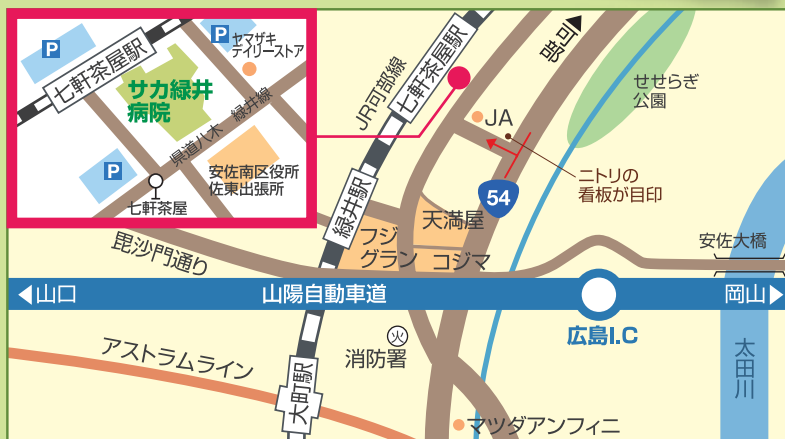 P
七軒茶屋駅
サカ緑井
病院
P
ヤマザキ
デイリーストア
県道八木 緑井線
P
七軒茶屋
安佐南区役所
佐東出張所
JR可部線
七軒茶屋駅
可部
せせらぎ
公園
JA
ニトリの
看板が目印
54
緑井駅
天満屋
フジ
グラン
コジマ
毘沙門通り
安佐大橋
山口
山陽自動車道
岡山
広島I.C
火
消防署
アストラムライン
大町駅
太田川
マツダアンフィニ